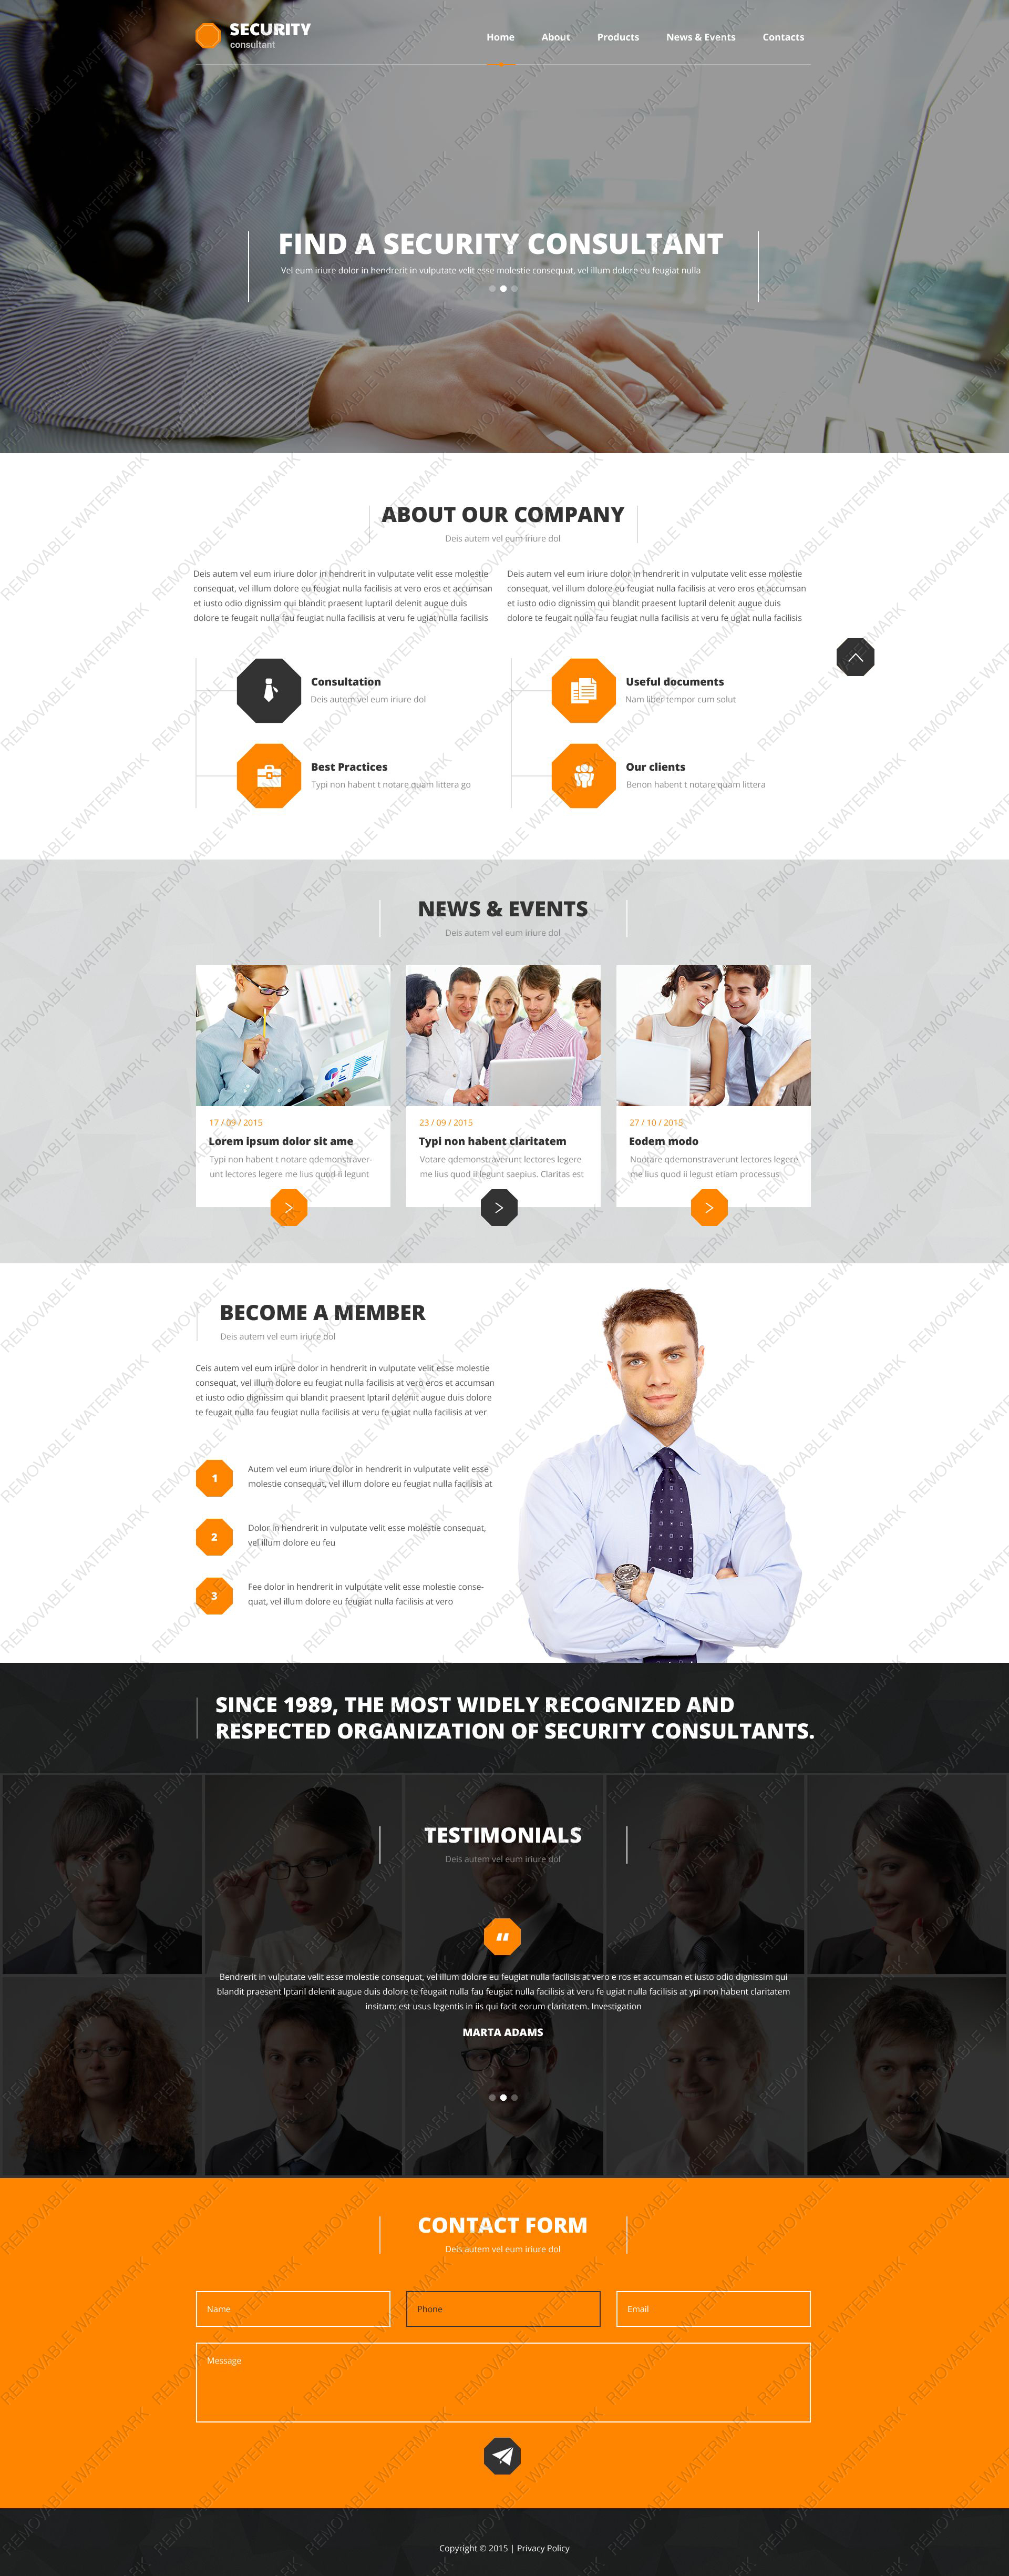 SECURITY
consultant
Home About Products News & Events Contacts
FIND A SECURITY CONSULTANT
Vel eum iriure dolor in hendrerit in vulputate velit esse molestie consequat, vel illum dolore eu feugiat nulla
ABOUT OUR COMPANY
Deis autem vel eum iriure dol
Deis autem vel eum iriure dolor in hendrerit in vulputate velit esse molestie
consequat, vel illum dolore eu feugiat nulla facilisis at vero eros et accumsan
et iusto odio dignissim qui blandit praesent luptaril delenit augue duis
dolore te feugait nulla fau feugiat nulla facilisis at veru fe ugiat nulla facilisis
Deis autem vel eum iriure dolor in hendrerit in vulputate velit esse molestie
consequat, vel illum dolore eu feugiat nulla facilisis at vero eros et accumsan
et iusto odio dignissim qui blandit praesent luptaril delenit augue duis
dolore te feugait nulla fau feugiat nulla facilisis at veru fe ugiat nulla facilisis
Consultation
Deis autem vel eum iriure dol
Useful documents
Nam liber tempor cum solut
Best Practices
Typi non habent t notare quam littera go
Our clients
Benon habent t notare quam littera
NEWS & EVENTS
Deis autem vel eum iriure dol
17 / 09 / 2015
Lorem ipsum dolor sit ame
Typi non habent t notare qdemonstraver-
unt lectores legere me lius quod ii legunt
23 / 09 / 2015
Typi non habent claritatem
Votare qdemonstraverunt lectores legere
me lius quod ii legunt saepius. Claritas est
27 / 10 / 2015
Eodem modo
Nootare qdemonstraverunt lectores legere
me lius quod ii legust etiam processus
BECOME A MEMBER
Deis autem vel eum iriure dol
Ceis autem vel eum iriure dolor in hendrerit in vulputate velit esse molestie
consequat, vel illum dolore eu feugiat nulla facilisis at vero eros et accumsan
et iusto odio dignissim qui blandit praesent lptaril delenit augue duis dolore
te feugait nulla fau feugiat nulla facilisis at veru fe ugiat nulla facilisis at ver
1
Autem vel eum iriure dolor in hendrerit in vulputate velit esse
molestie consequat, vel illum dolore eu feugiat nulla facilisis at
2
Dolor in hendrerit in vulputate velit esse molestie consequat,
vel illum dolore eu feu
3
Fee dolor in hendrerit in vulputate velit esse molestie conse-
quat, vel illum dolore eu feugiat nulla facilisis at vero
SINCE 1989, THE MOST WIDELY RECOGNIZED AND
RESPECTED ORGANIZATION OF SECURITY CONSULTANTS.
TESTIMONIALS
Deis autem vel eum iriure dol
Bendrerit in vulputate velit esse molestie consequat, vel illum dolore eu feugiat nulla facilisis at vero e ros et accumsan et iusto odio dignissim qui
blandit praesent lptaril delenit augue duis dolore te feugait nulla fau feugiat nulla facilisis at veru fe ugiat nulla facilisis at ypi non habent claritatem
insitam; est usus legentis in iis qui facit eorum claritatem. Investigation
MARTA ADAMS
CONTACT FORM
Deis autem vel eum iriure dol
Name
Phone
Email
Message
Copyright © 2015 | Privacy Policy
REMOVABLE WATERMARK